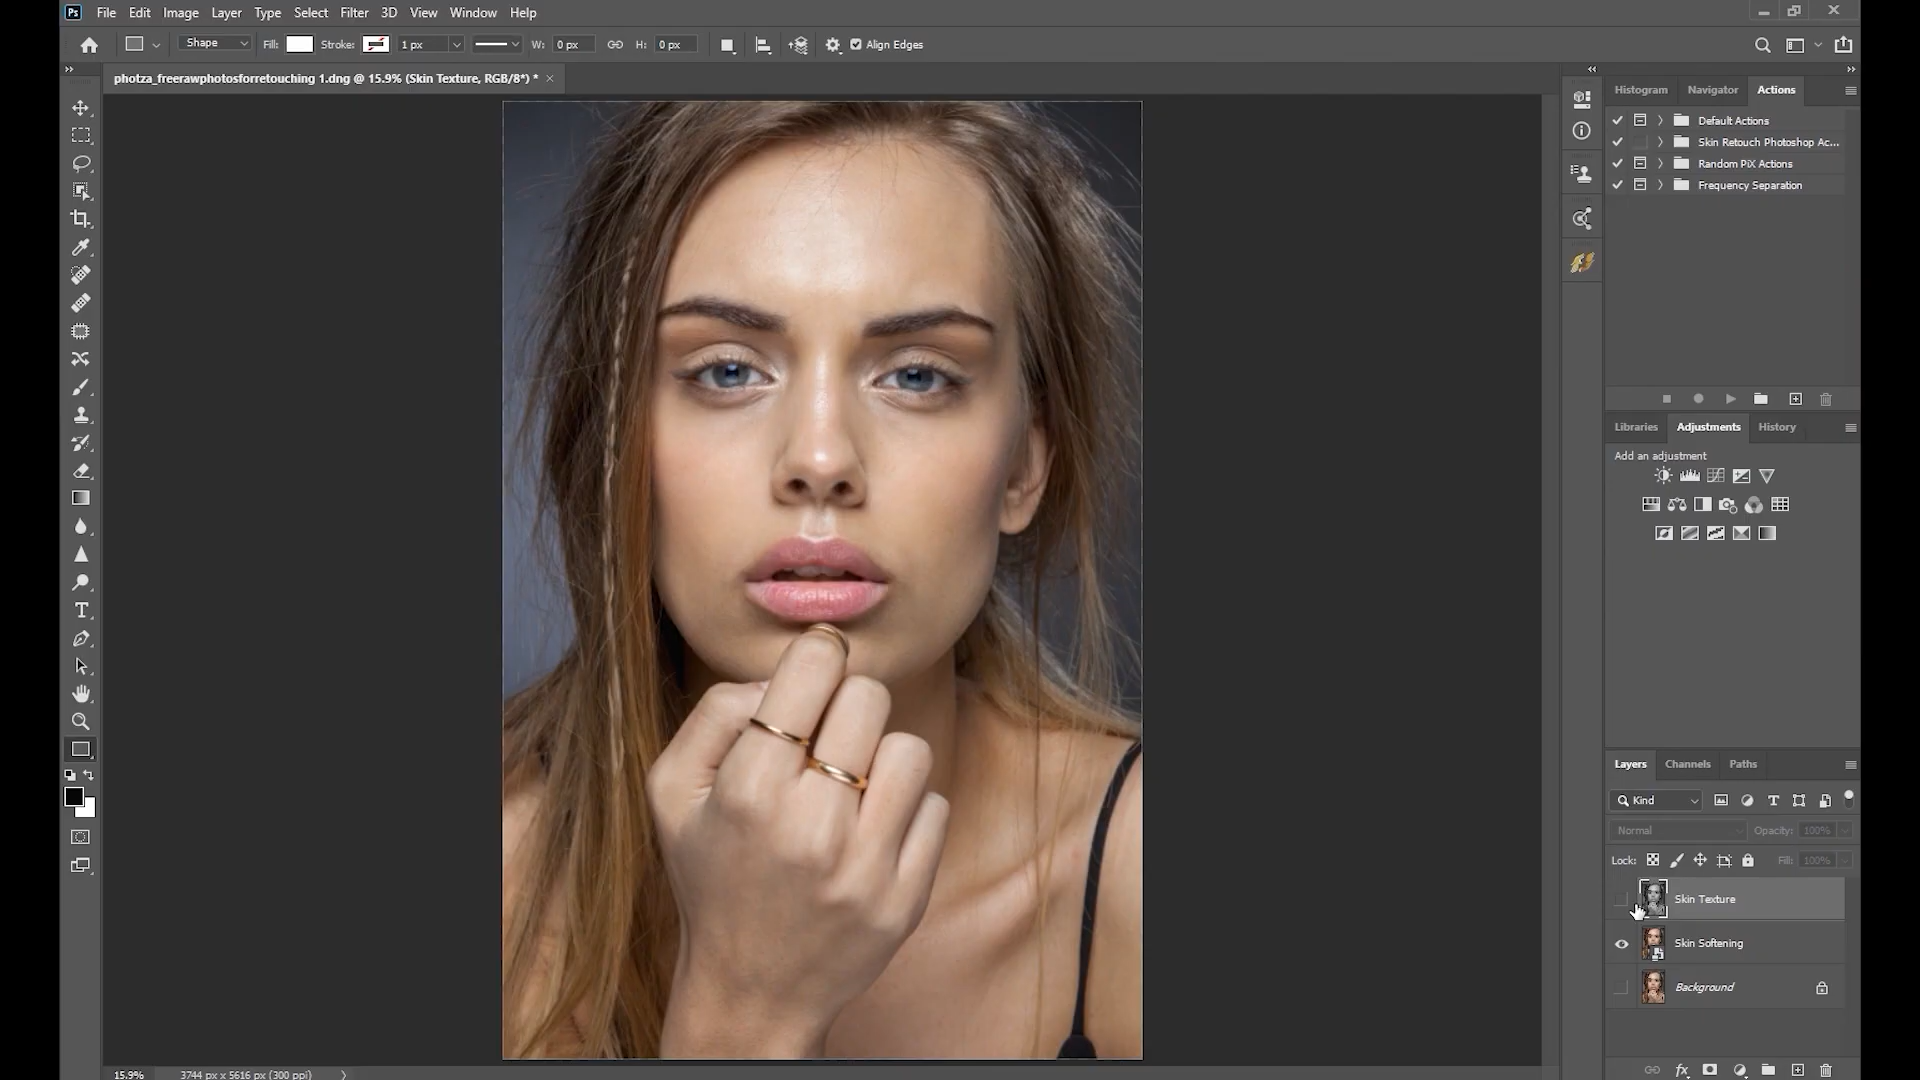 Ps File Edit Image Layer Type Select Filter 3D View Window Help
Shape Fill: Stroke: 1 px W: 0 px H: 0 px Align Edges
photza_freerawphotosforretouching 1.dng @ 15.9% (Skin Texture, RGB/8*) *
Histogram Navigator Actions
Default Actions
Skin Retouch Photoshop Ac...
Random PiX Actions
Frequency Separation
Libraries Adjustments History
Add an adjustment
Layers Channels Paths
Kind
Normal Opacity: 100%
Lock: Fill: 100%
Skin Texture
Skin Softening
Background
15.9% 3744 px x 5616 px (300 ppi)